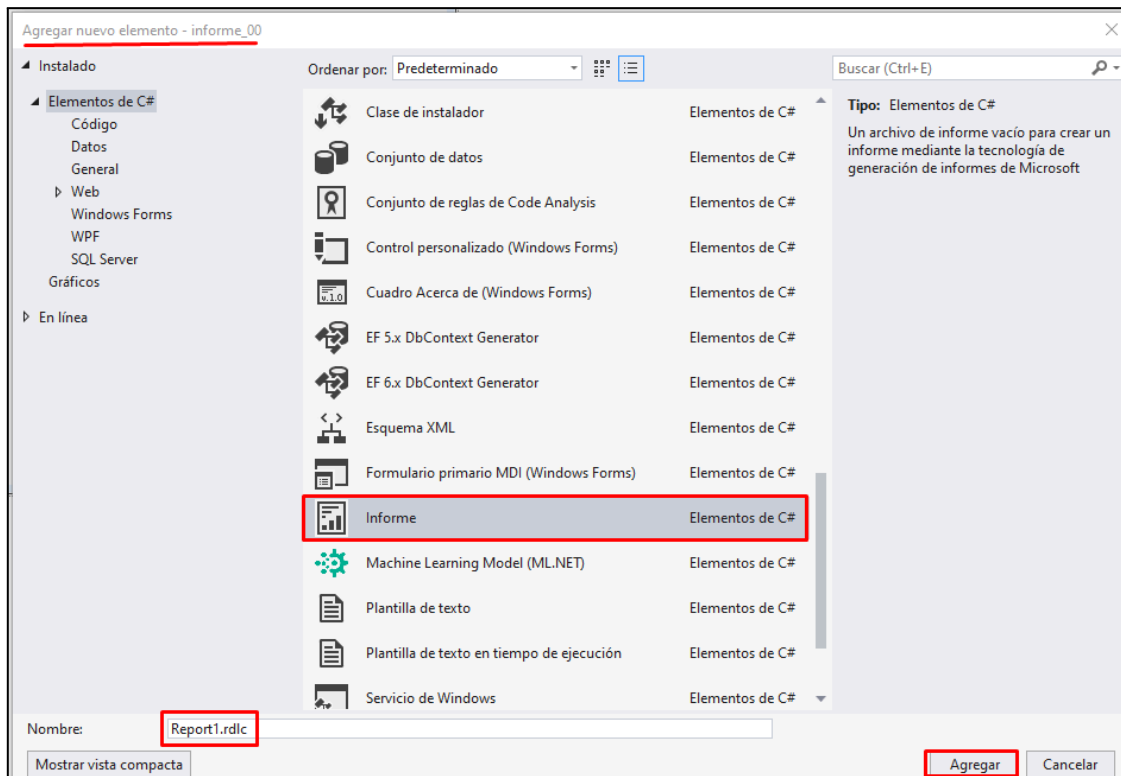 Agregar nuevo elemento - informe_00
Instalado
Elementos de C#
Código
Datos
General
Web
Windows Forms
WPF
SQL Server
Gráficos
En línea
Ordenar por: Predeterminado
Clase de instalador Elementos de C#
Conjunto de datos Elementos de C#
Conjunto de reglas de Code Analysis Elementos de C#
Control personalizado (Windows Forms) Elementos de C#
v.1.0
Cuadro Acerca de (Windows Forms) Elementos de C#
EF 5.x DbContext Generator Elementos de C#
EF 6.x DbContext Generator Elementos de C#
Esquema XML Elementos de C#
Formulario primario MDI (Windows Forms) Elementos de C#
Informe Elementos de C#
Machine Learning Model (ML.NET) Elementos de C#
Plantilla de texto Elementos de C#
Plantilla de texto en tiempo de ejecución Elementos de C#
Servicio de Windows Elementos de C#
Buscar (Ctrl+E)
Tipo: Elementos de C#
Un archivo de informe vacío para crear un
informe mediante la tecnología de
generación de informes de Microsoft
Nombre: Report1.rdlc
Mostrar vista compacta
Agregar
Cancelar